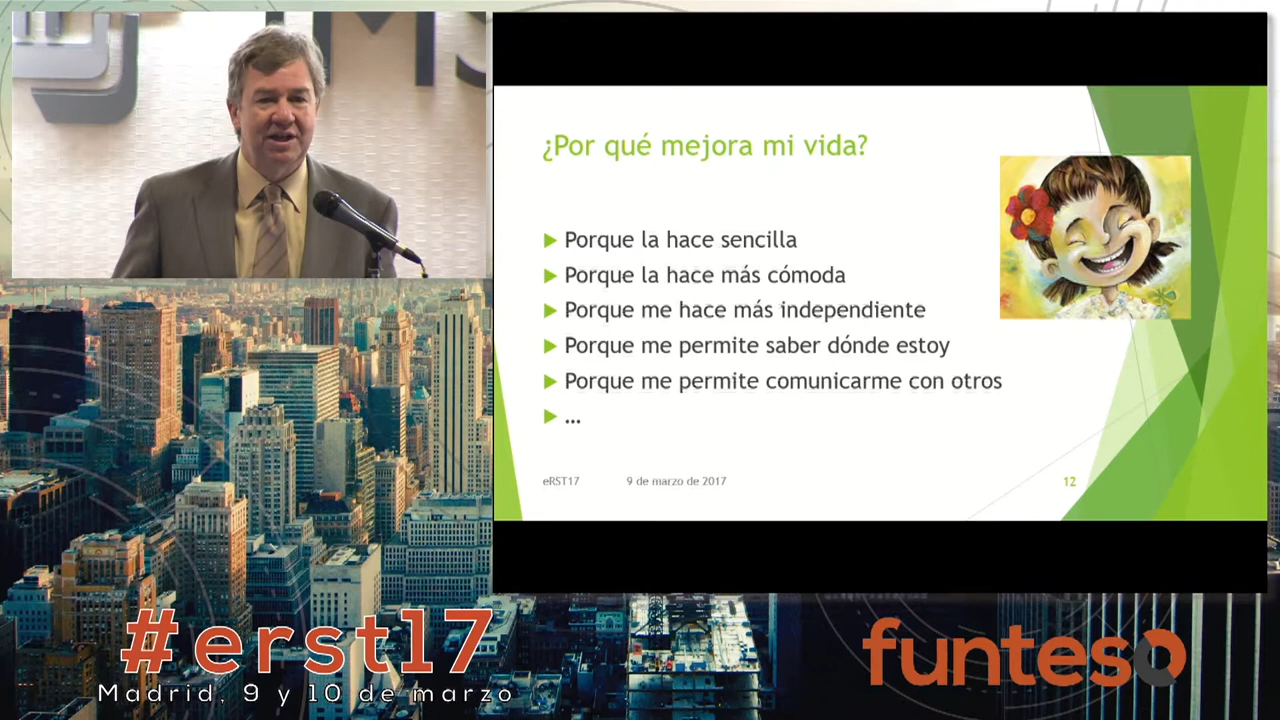 MS
¿Por qué mejora mi vida?
Porque la hace sencilla
Porque la hace más cómoda
Porque me hace más independiente
Porque me permite saber dónde estoy
Porque me permite comunicarme con otros
...
eRST17 9 de marzo de 2017 12
#erst17
Madrid, 9 y 10 de marzo
funteso